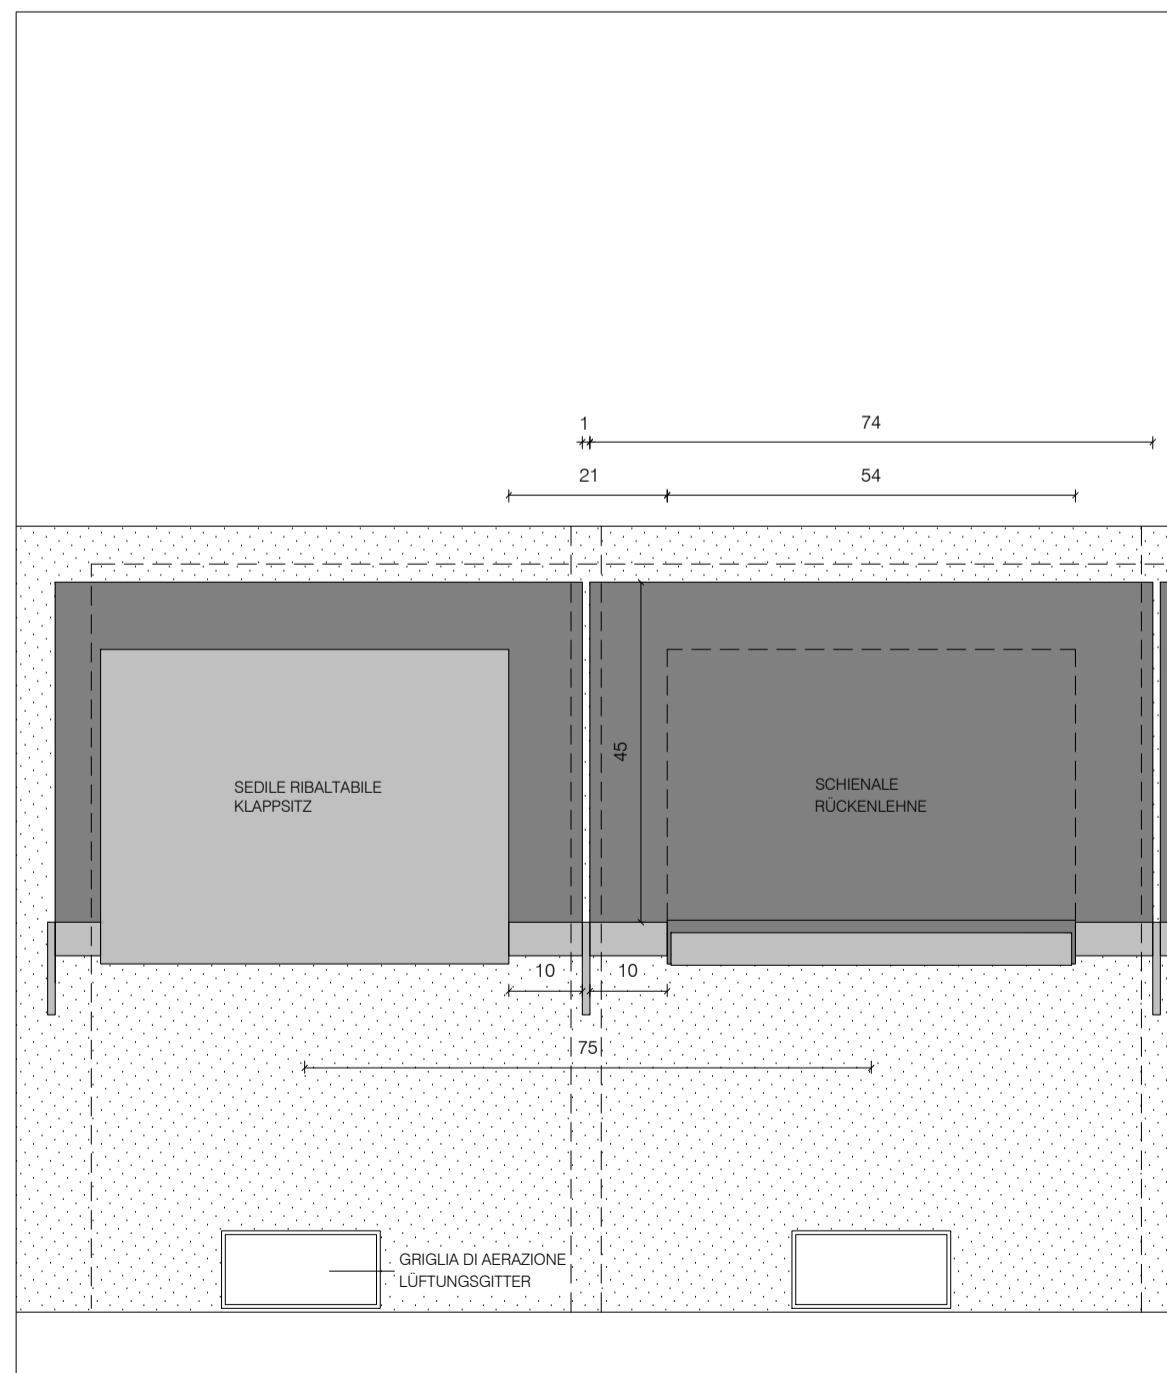 1
74
21
54
45
SEDILE RIBALTABILE
KLAPPSITZ
SCHIENALE
RÜCKENLEHNE
10
10
75
GRIGLIA DI AERAZIONE
LÜFTUNGSGITTER